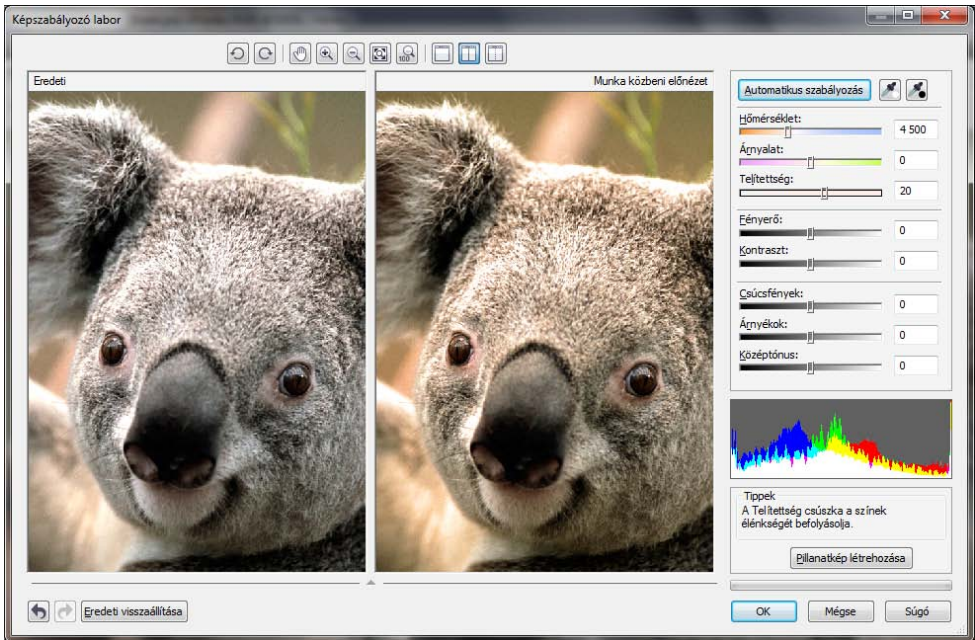 Képszabályozó labor
100
Eredeti
Munka közbeni előnézet
Automatikus szabályozás
Hőmérséklet:
4 500
Árnyalat:
0
Telítettség:
20
Fényerő:
0
Kontraszt:
0
Csúcsfények:
0
Árnyékok:
0
Középtónus:
0
Tippek
A Telítettség csúszka a színek
élénkségét befolyásolja.
Pillanatkép létrehozása
Eredeti visszaállítása
OK
Mégse
Súgó